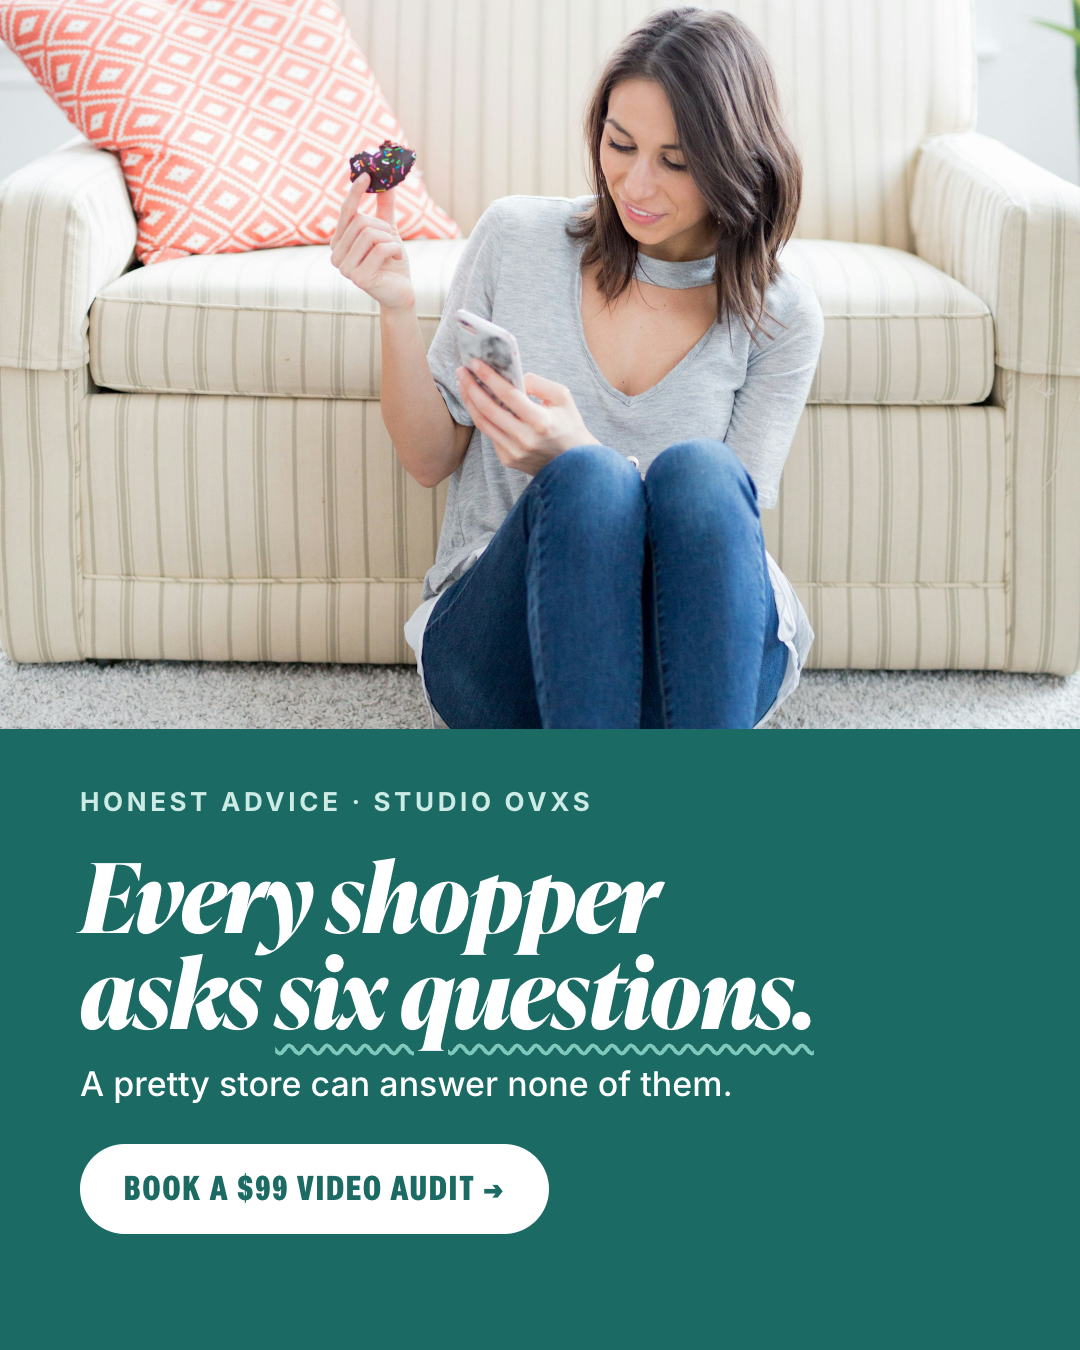 HONEST ADVICE · STUDIO OVXS
Every shopper
asks six questions.
A pretty store can answer none of them.
BOOK A $99 VIDEO AUDIT →